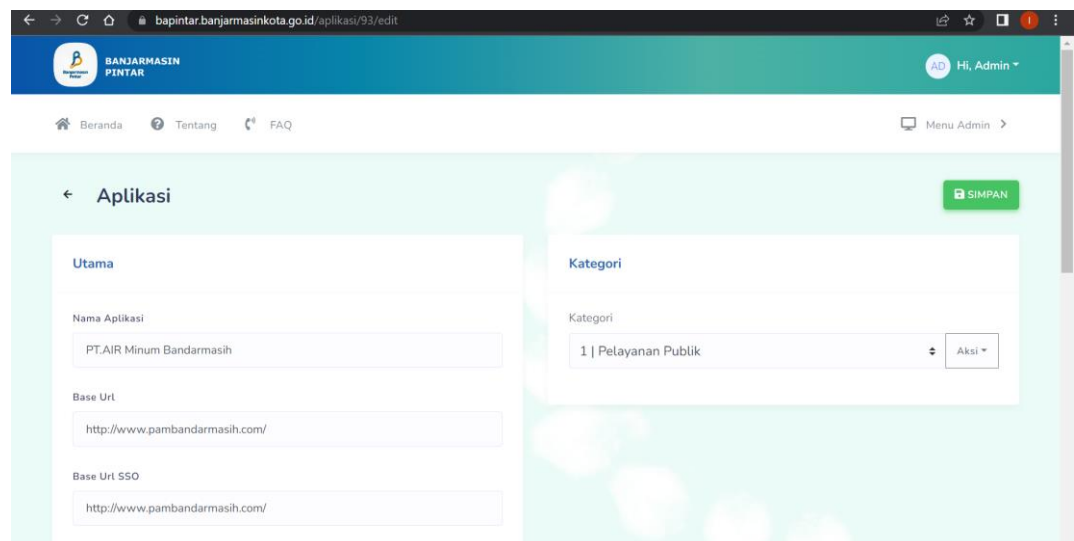 bapintar.banjarmasinkota.go.id/aplikasi/93/edit
BANJARMASIN
PINTAR
AD Hi, Admin
Beranda Tentang FAQ Menu Admin
Aplikasi
SIMPAN
Utama
Nama Aplikasi
PT.AIR Minum Bandarmasih
Base Url
http://www.pambandarmasih.com/
Base Url SSO
http://www.pambandarmasih.com/
Kategori
Kategori
1 | Pelayanan Publik
Aksi